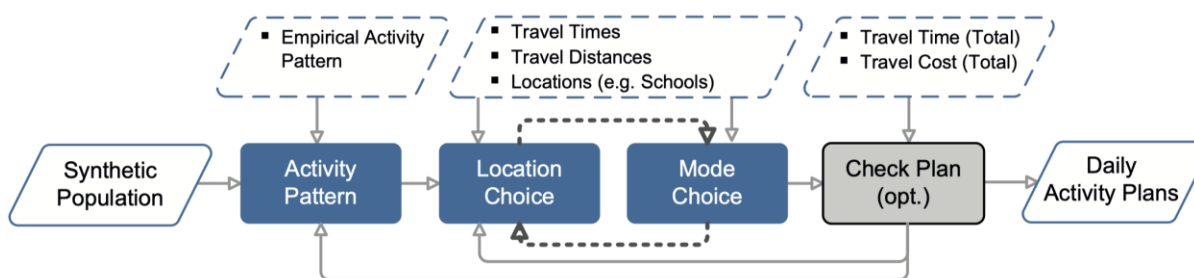 ▪ Empirical Activity
Pattern
▪ Travel Times
▪ Travel Distances
▪ Locations (e.g. Schools)
▪ Travel Time (Total)
▪ Travel Cost (Total)
Synthetic
Population
Activity
Pattern
Location
Choice
Mode
Choice
Check Plan
(opt.)
Daily
Activity Plans